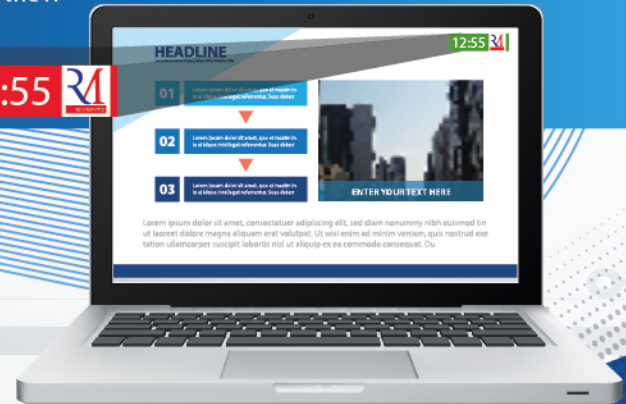 HEADLINE
12:55
:55
01
Lorem ipsum dolor sit amet, quo et mazim in
02
Lorem ipsum dolor sit amet, quo et mazim in
03
Lorem ipsum dolor sit amet, quo et mazim in
ENTER YOUR TEXT HERE
Lorem ipsum dolor sit amet, consectetuer adipiscing elit, sed diam nonummy nibh euismod tin
ut laoreet dolore magna aliquam erat volutpat. Ut wisi enim ad minim veniam, quis nostrud exe
tation ullamcorper suscipit lobortis nisl ut aliquip ex ea commodo consequat. Du